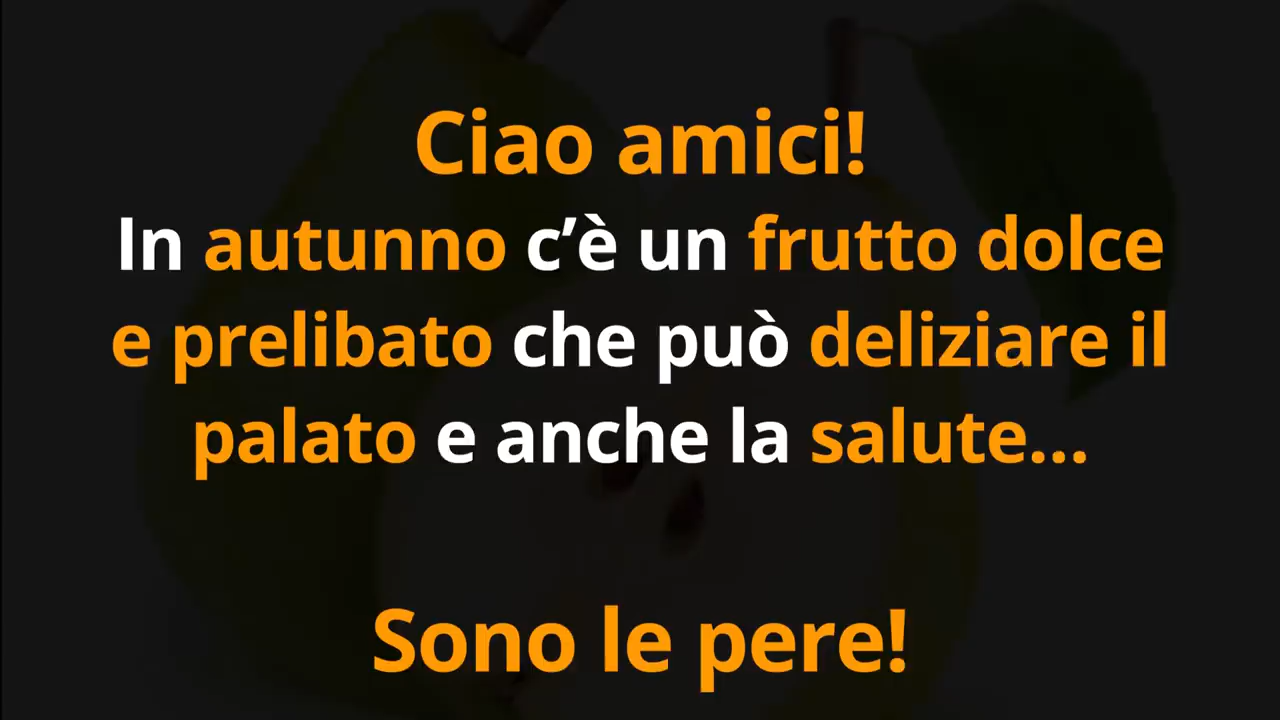 Ciao amici!
In autunno c’è un frutto dolce
e prelibato che può deliziare il
palato e anche la salute...
Sono le pere!